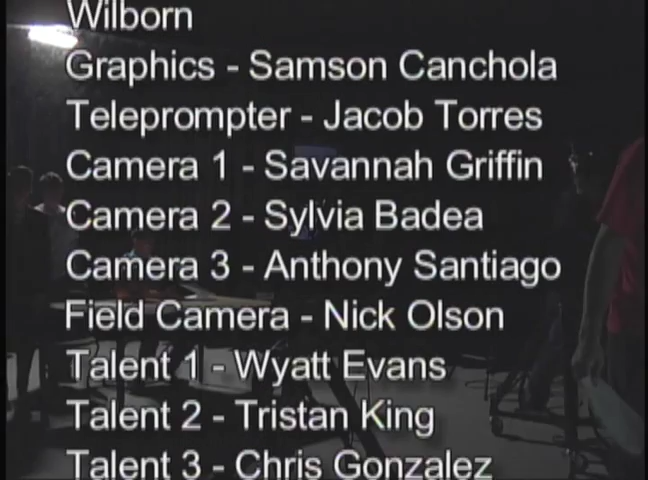 Wilborn
Graphics - Samson Canchola
Teleprompter - Jacob Torres
Camera 1 - Savannah Griffin
Camera 2 - Sylvia Badea
Camera 3 - Anthony Santiago
Field Camera - Nick Olson
Talent 1 - Wyatt Evans
Talent 2 - Tristan King
Talent 3 - Chris Gonzalez